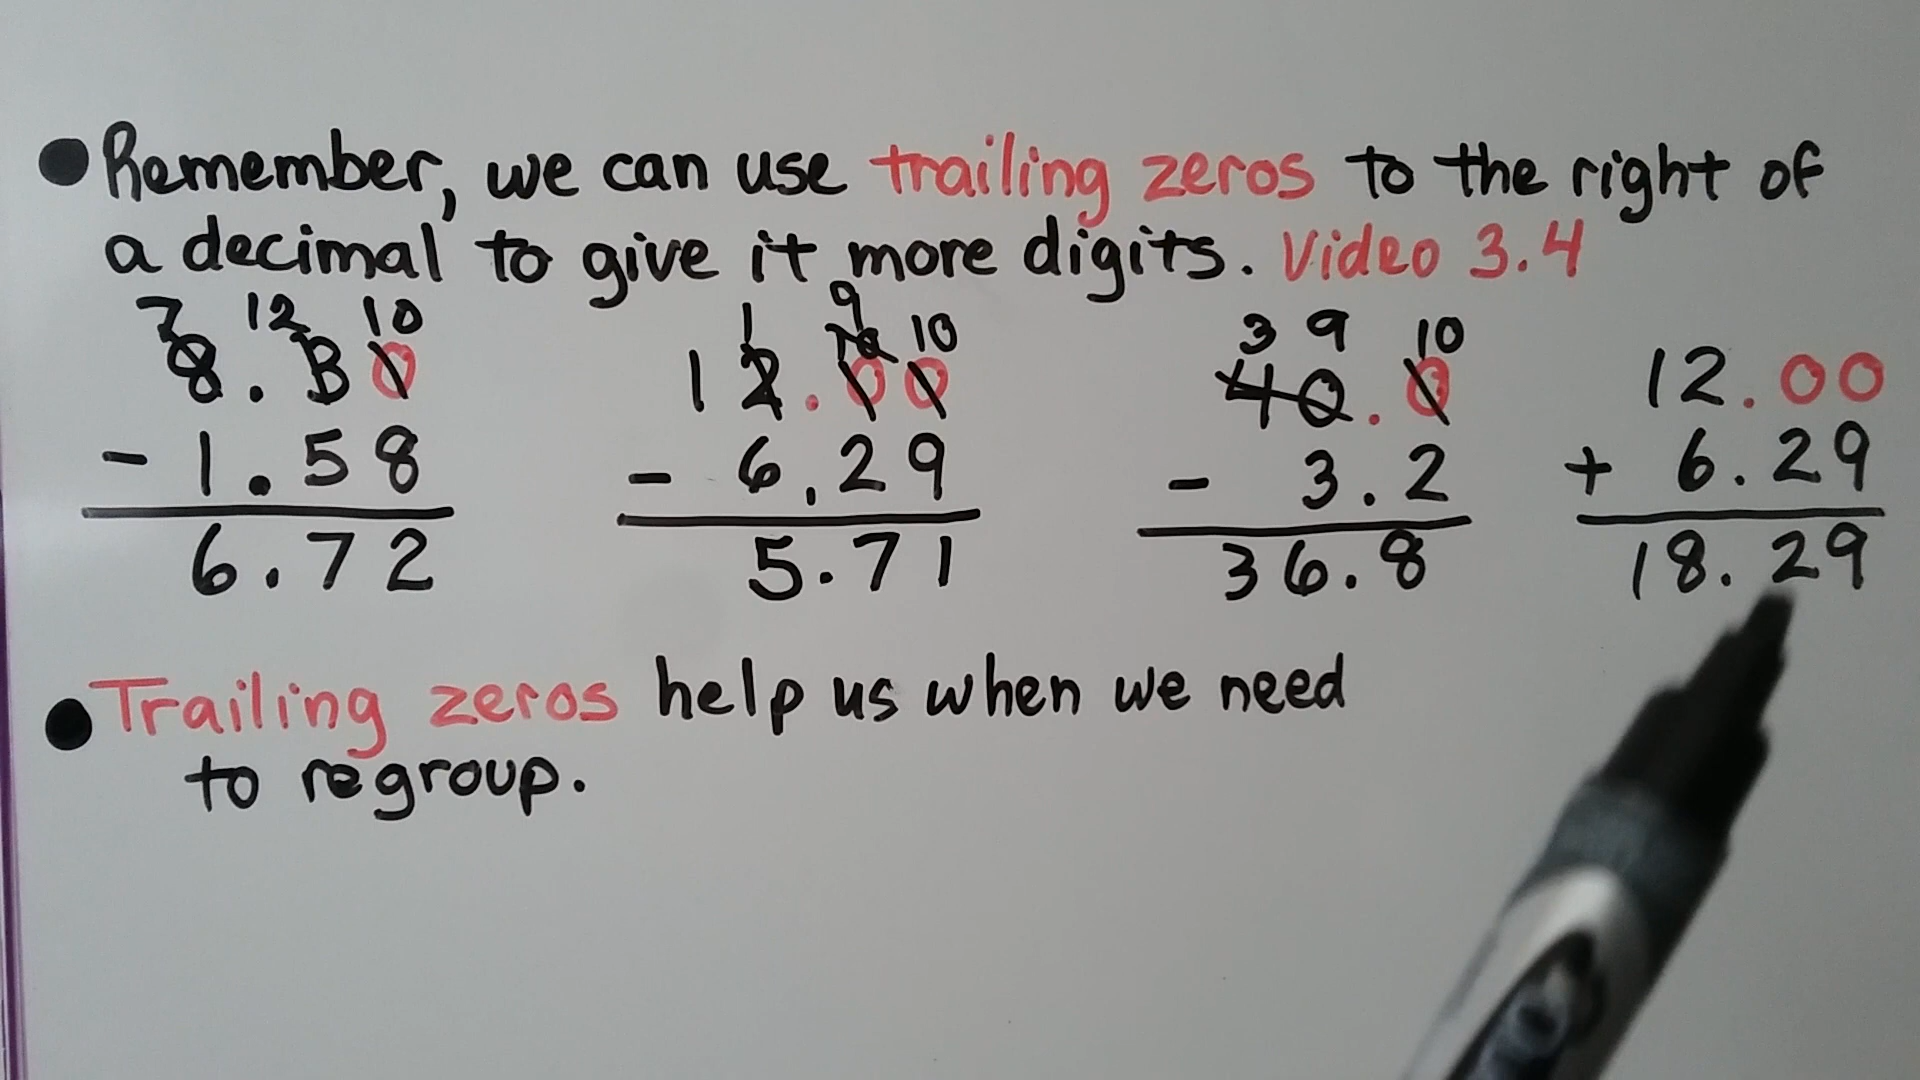 ● Remember, we can use trailing zeros to the right of
a decimal to give it more digits. Video 3.4
7 12 10
8.30
- 1.58
6.72
1 9 10 10
12.00
- 6.29
5.71
3 9 10
40.0
- 3.2
36.8
12.00
+ 6.29
18.29
● Trailing zeros help us when we need
to regroup.